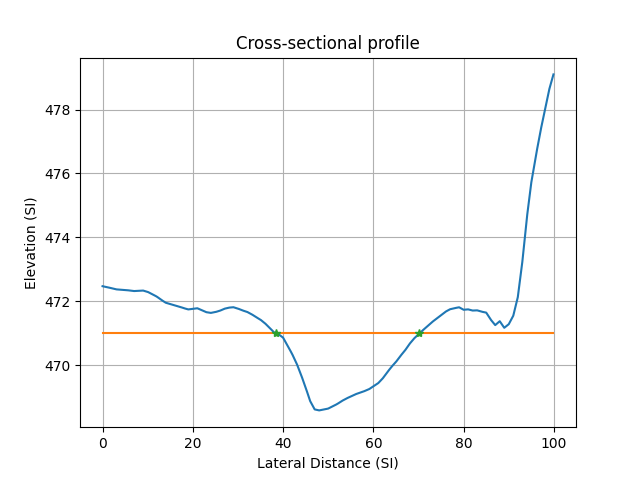 Cross-sectional profile
478
476
474
472
470
Elevation (SI)
0 20 40 60 80 100
Lateral Distance (SI)